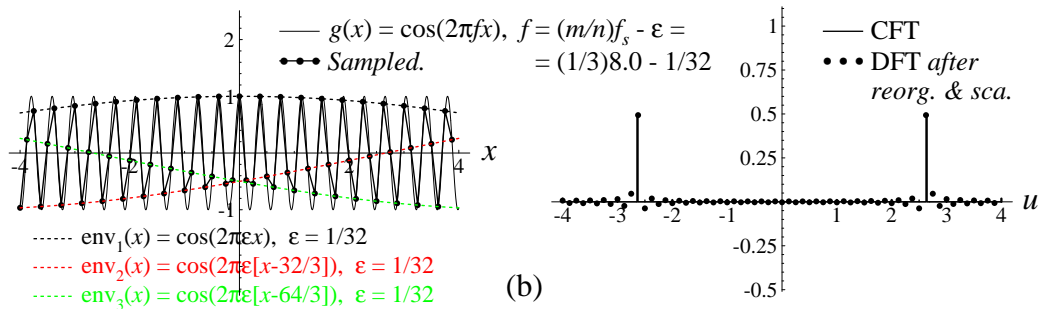 g(x) = cos(2πfx), f = (m/n)f_s - ε =
Sampled. = (1/3)8.0 - 1/32
2
1
-1
-4
-2
2
4
x
env_1(x) = cos(2πεx), ε = 1/32
env_2(x) = cos(2πε[x-32/3]), ε = 1/32
env_3(x) = cos(2πε[x-64/3]), ε = 1/32
(b)
CFT
DFT after
reorg. & sca.
1
0.75
0.5
0.25
-0.25
-0.5
-4
-3
-2
-1
1
2
3
4
u